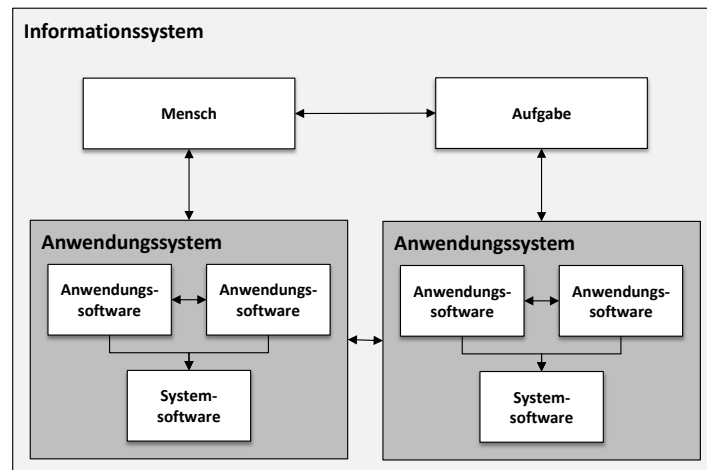 Informationssystem
Mensch
Aufgabe
Anwendungssystem
Anwendungs-
software
Anwendungs-
software
System-
software
Anwendungssystem
Anwendungs-
software
Anwendungs-
software
System-
software